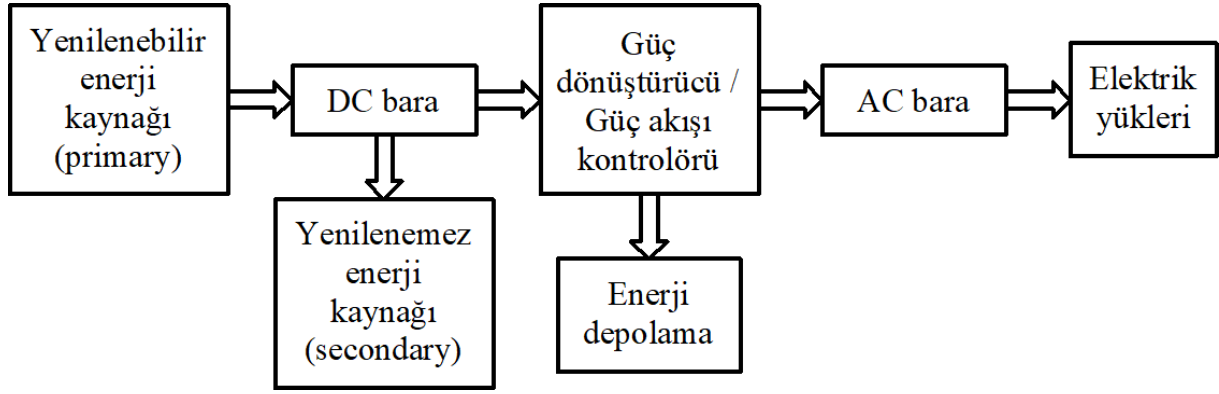 Yenilenebilir
enerji
kaynağı
(primary)
DC bara
Güç
dönüştürücü /
Güç akışı
kontrolörü
AC bara
Elektrik
yükleri
Yenilenemez
enerji
kaynağı
(secondary)
Enerji
depolama